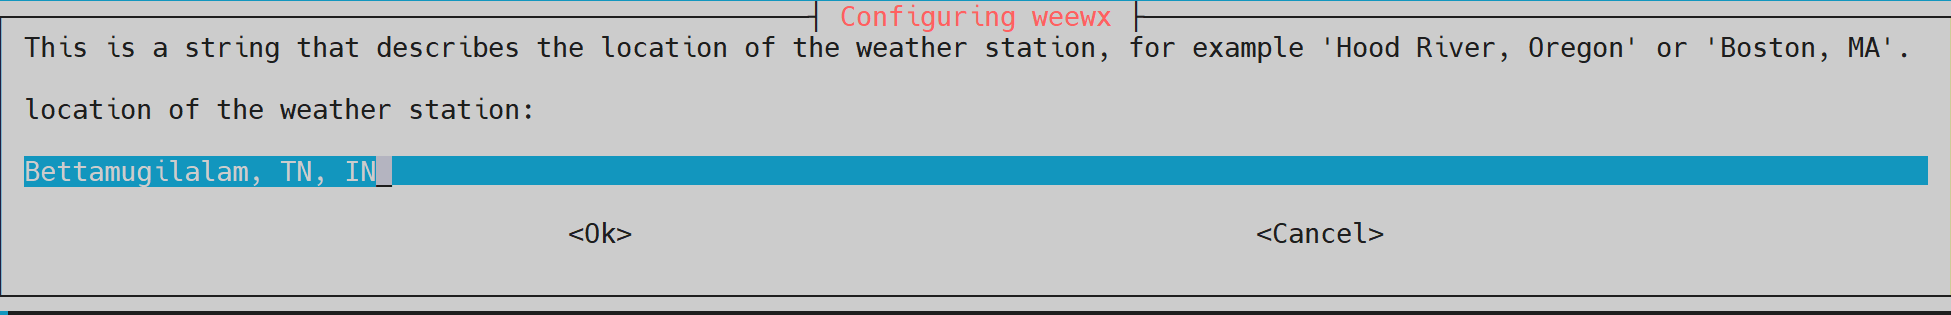 Configuring weewx
This is a string that describes the location of the weather station, for example 'Hood River, Oregon' or 'Boston, MA'.
location of the weather station:
Bettamugilalam, TN, IN
<Ok> <Cancel>